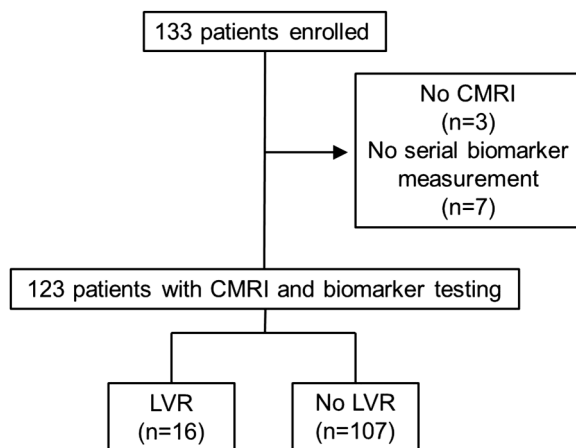 133 patients enrolled
No CMRI
(n=3)
No serial biomarker
measurement
(n=7)
123 patients with CMRI and biomarker testing
LVR
(n=16)
No LVR
(n=107)